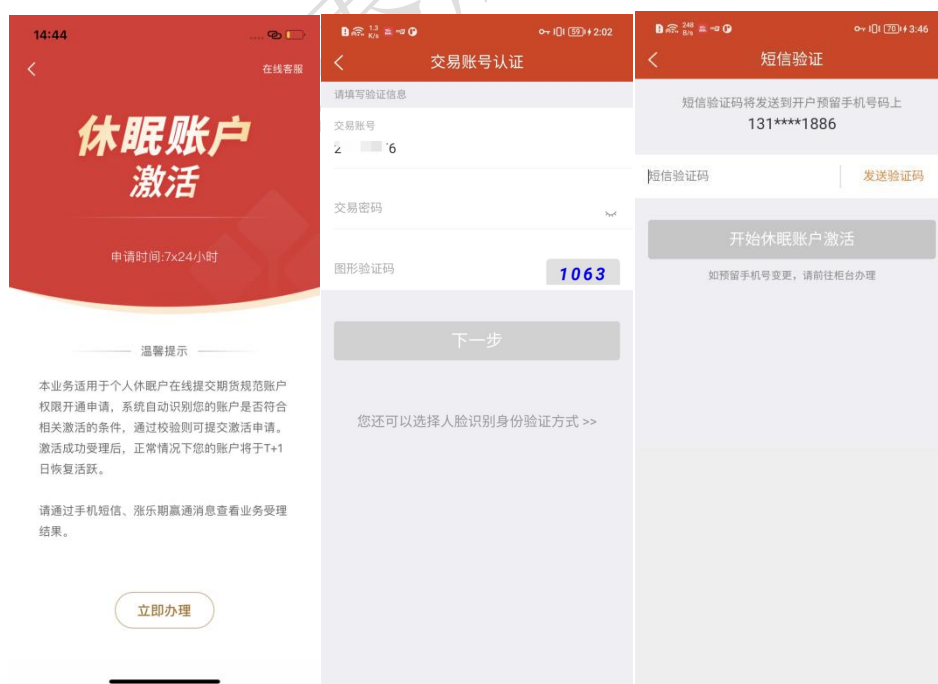 14:44
在线客服
休眠账户
激活
申请时间:7x24小时
温馨提示
本业务适用于个人休眠户在线提交期货规范账户
权限开通申请，系统自动识别您的账户是否符合
相关激活的条件，通过校验则可提交激活申请。
激活成功受理后，正常情况下您的账户将于T+1
日恢复活跃。
请通过手机短信、涨乐期赢通消息查看业务受理
结果。
立即办理
1.3
K/s
59
2:02
交易账号认证
请填写验证信息
交易账号
2
6
交易密码
图形验证码
1063
下一步
您还可以选择人脸识别身份验证方式 >>
248
B/s
70
3:46
短信验证
短信验证码将发送到开户预留手机号码上
131****1886
短信验证码
发送验证码
开始休眠账户激活
如预留手机号变更，请前往柜台办理